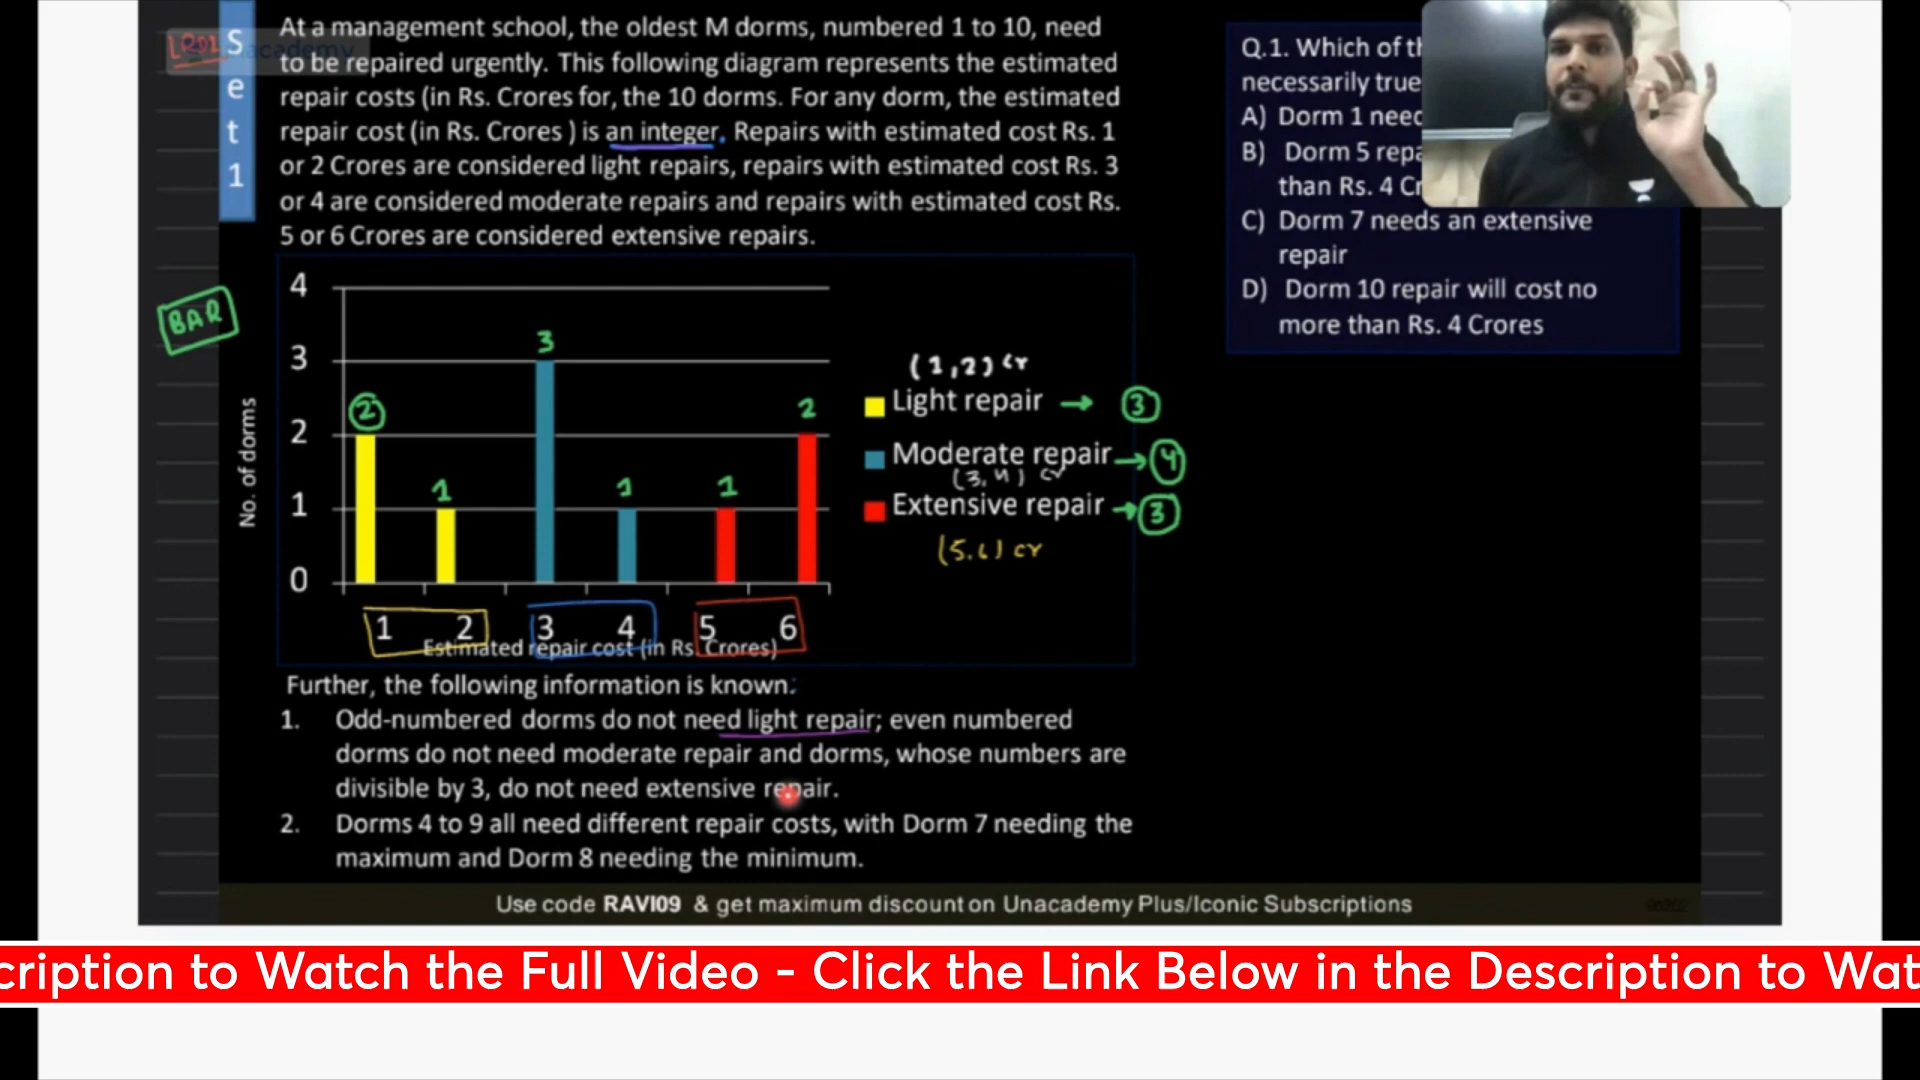 LR02 S
e
t
1
At a management school, the oldest M dorms, numbered 1 to 10, need
to be repaired urgently. This following diagram represents the estimated
repair costs (in Rs. Crores for, the 10 dorms. For any dorm, the estimated
repair cost (in Rs. Crores ) is an integer. Repairs with estimated cost Rs. 1
or 2 Crores are considered light repairs, repairs with estimated cost Rs. 3
or 4 are considered moderate repairs and repairs with estimated cost Rs.
5 or 6 Crores are considered extensive repairs.
BAR
No. of dorms
4
3
2
1
0
2
1
3
1
1
2
1 2 3 4 5 6
Estimated repair cost (in Rs. Crores)
(1,2) Cr
Light repair → 3
Moderate repair → 4
(3,4) Cr
Extensive repair → 3
(5.6) cr
Further, the following information is known:
1. Odd-numbered dorms do not need light repair; even numbered
dorms do not need moderate repair and dorms, whose numbers are
divisible by 3, do not need extensive repair.
2. Dorms 4 to 9 all need different repair costs, with Dorm 7 needing the
maximum and Dorm 8 needing the minimum.
Q.1. Which of
necessarily true
A) Dorm 1
B) Dorm 5
than Rs. 4
C) Dorm 7 needs an extensive
repair
D) Dorm 10 repair will cost no
more than Rs. 4 Crores
Use code RAVI09 & get maximum discount on Unacademy Plus/Iconic Subscriptions
cription to Watch the Full Video - Click the Link Below in the Description to Wat